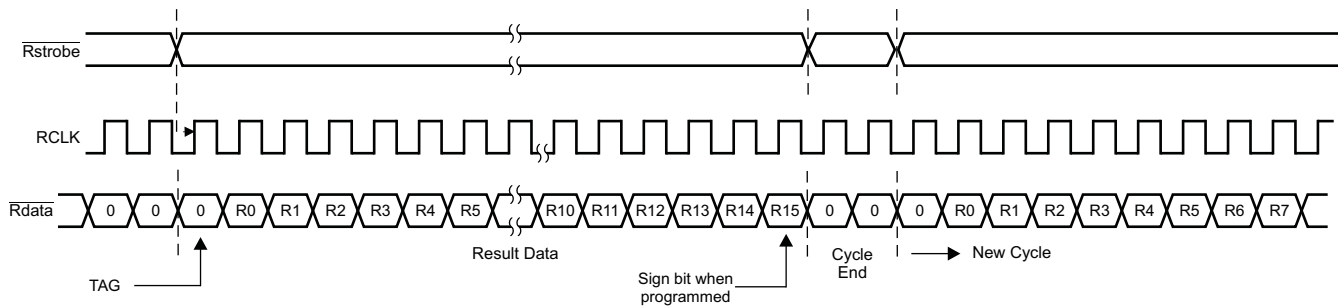 Rstrobe
RCLK
Rdata
0 0 0 R0 R1 R2 R3 R4 R5 R10 R11 R12 R13 R14 R15 0 0 0 R0 R1 R2 R3 R4 R5 R6 R7
TAG
Result Data
Sign bit when
programmed
Cycle
End
New Cycle